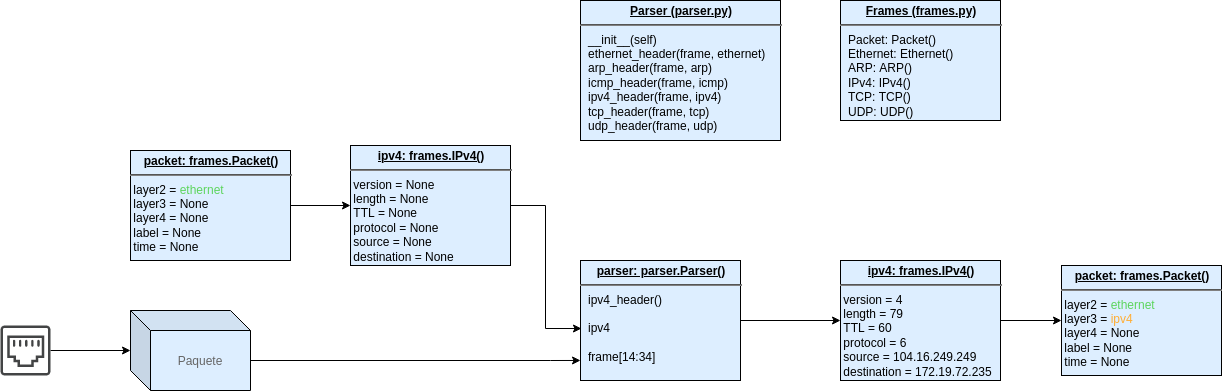 Parser (parser.py)
__init__(self)
ethernet_header(frame, ethernet)
arp_header(frame, arp)
icmp_header(frame, icmp)
ipv4_header(frame, ipv4)
tcp_header(frame, tcp)
udp_header(frame, udp)
Frames (frames.py)
Packet: Packet()
Ethernet: Ethernet()
ARP: ARP()
IPv4: IPv4()
TCP: TCP()
UDP: UDP()
packet: frames.Packet()
layer2 = ethernet
layer3 = None
layer4 = None
label = None
time = None
ipv4: frames.IPv4()
version = None
length = None
TTL = None
protocol = None
source = None
destination = None
Paquete
parser: parser.Parser()
ipv4_header()
ipv4
frame[14:34]
ipv4: frames.IPv4()
version = 4
length = 79
TTL = 60
protocol = 6
source = 104.16.249.249
destination = 172.19.72.235
packet: frames.Packet()
layer2 = ethernet
layer3 = ipv4
layer4 = None
label = None
time = None